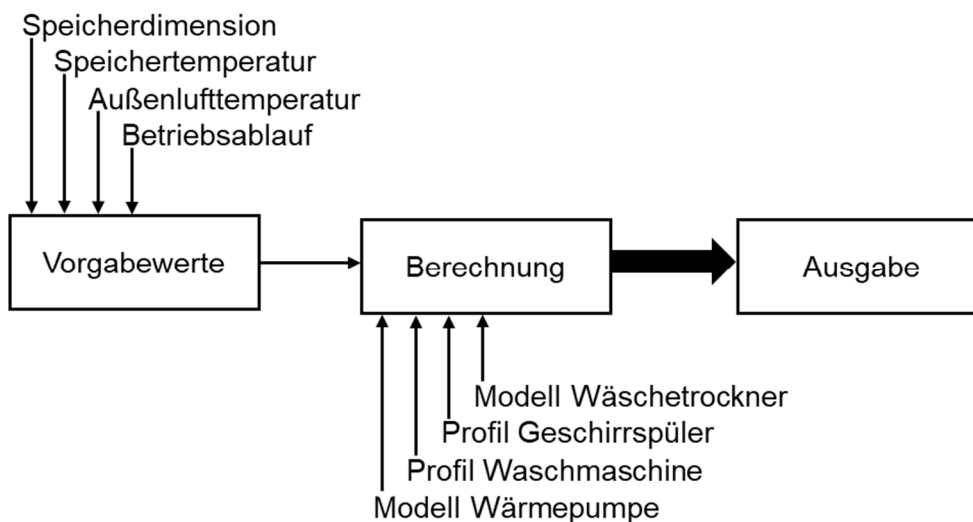 Speicherdimension
Speichertemperatur
Außenlufttemperatur
Betriebsablauf
Vorgabewerte
Berechnung
Ausgabe
Modell Wäschetrockner
Profil Geschirrspüler
Profil Waschmaschine
Modell Wärmepumpe